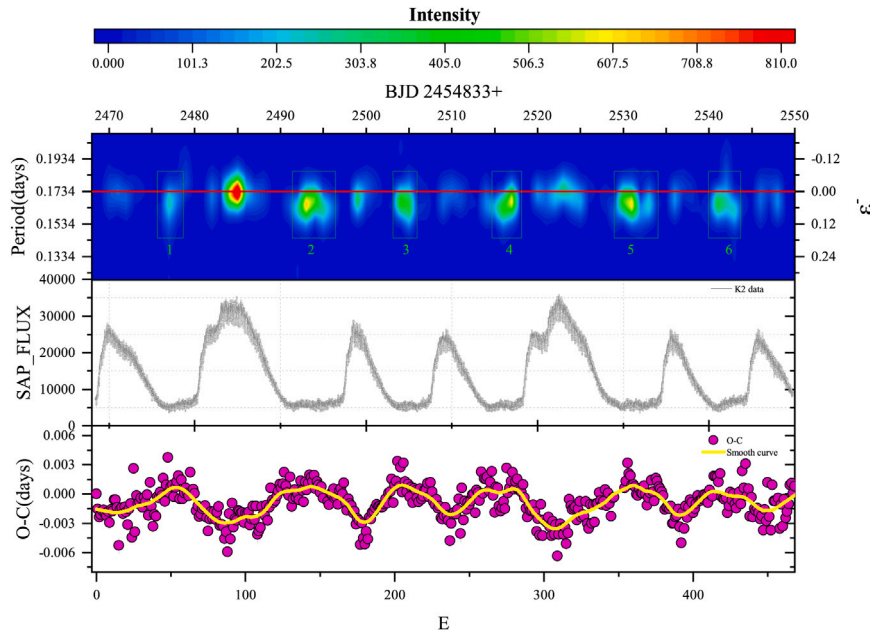 Intensity
0.000 101.3 202.5 303.8 405.0 506.3 607.5 708.8 810.0
BJD 2454833+
2470 2480 2490 2500 2510 2520 2530 2540 2550
Period(days)
0.1934
0.1734
0.1534
0.1334
-0.12
0.00
0.12
0.24
ε-
1 2 3 4 5 6
SAP_FLUX
40000
30000
20000
10000
0
K2 data
O-C(days)
0.006
0.003
0.000
-0.003
-0.006
O-C
Smooth curve
0 100 200 300 400
E